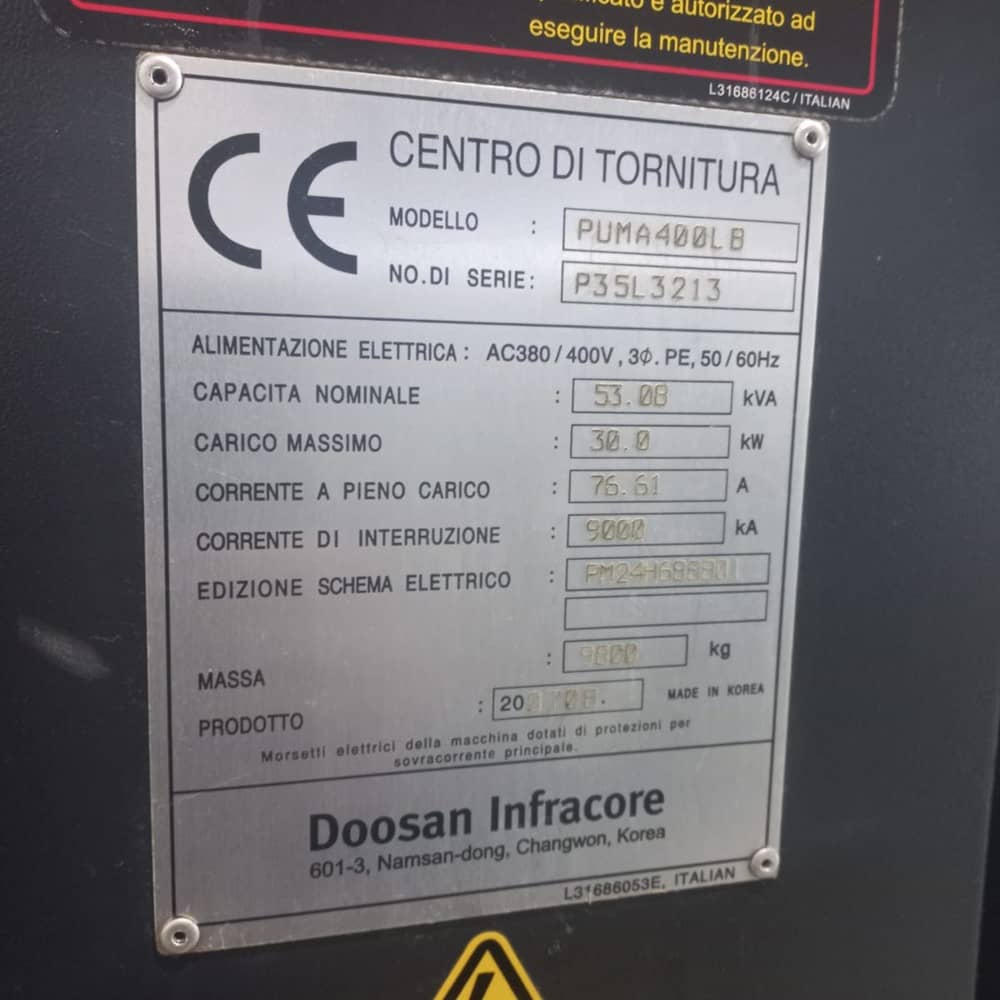 e autorizzato ad
eseguire la manutenzione.
L31686124C / ITALIAN
CE
CENTRO DI TORNITURA
MODELLO : PUMA400LB
NO.DI SERIE: P35L3213
ALIMENTAZIONE ELETTRICA : AC380 / 400V , 3Φ. PE, 50 / 60Hz
CAPACITA NOMINALE : 53.08 kVA
CARICO MASSIMO : 30.0 kW
CORRENTE A PIENO CARICO : 76.61 A
CORRENTE DI INTERRUZIONE : 9000 kA
EDIZIONE SCHEMA ELETTRICO :
MASSA : 9800 kg
PRODOTTO : MADE IN KOREA
Morsetti elettrici della macchina dotati di protezioni per
sovracorrente principale.
Doosan Infracore
601-3, Namsan-dong, Changwon, Korea
L31686053E, ITALIAN